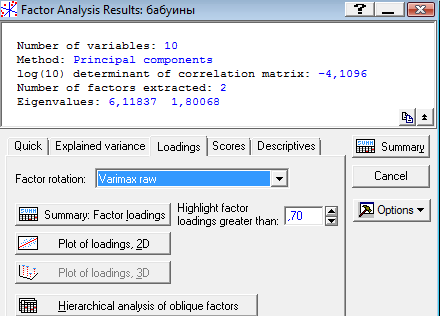 Factor Analysis Results: бабуины
Number of variables: 10
Method: Principal components
log(10) determinant of correlation matrix: -4,1096
Number of factors extracted: 2
Eigenvalues: 6,11837 1,80068
Quick Explained variance Loadings Scores Descriptives
Summary
Cancel
Options
Factor rotation: Varimax raw
Summary: Factor loadings
Highlight factor
loadings greater than: ,70
Plot of loadings, 2D
Plot of loadings, 3D
Hierarchical analysis of oblique factors